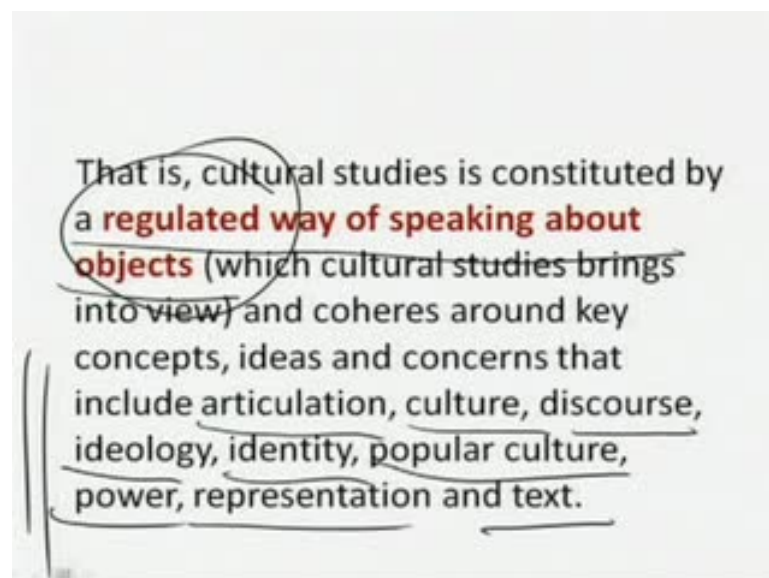 That is, cultural studies is constituted by
a regulated way of speaking about
objects (which cultural studies brings
into view) and coheres around key
concepts, ideas and concerns that
include articulation, culture, discourse,
ideology, identity, popular culture,
power, representation and text.